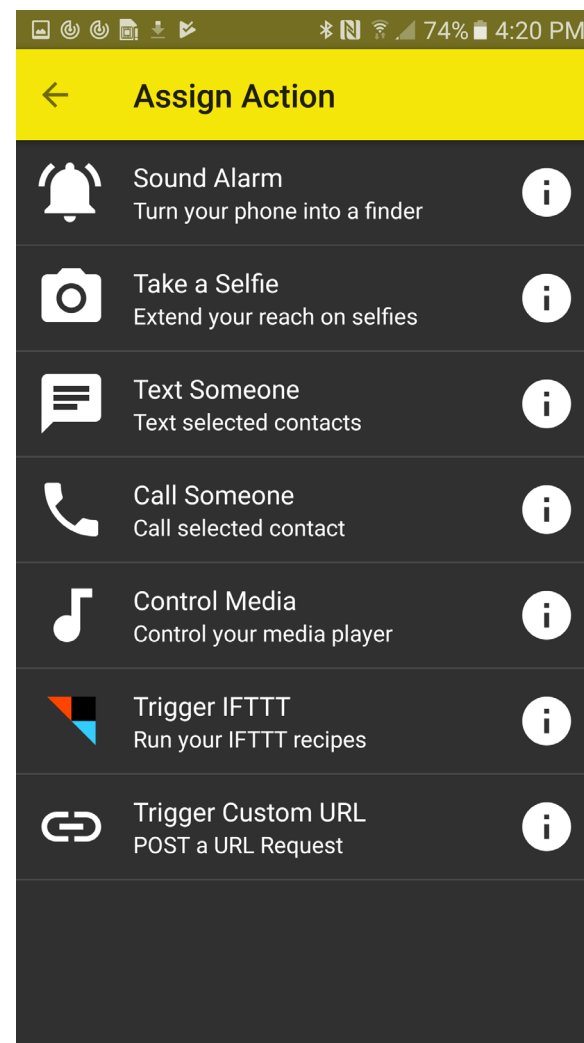 74% 4:20 PM
Assign Action
Sound Alarm
Turn your phone into a finder
Take a Selfie
Extend your reach on selfies
Text Someone
Text selected contacts
Call Someone
Call selected contact
Control Media
Control your media player
Trigger IFTTT
Run your IFTTT recipes
Trigger Custom URL
POST a URL Request